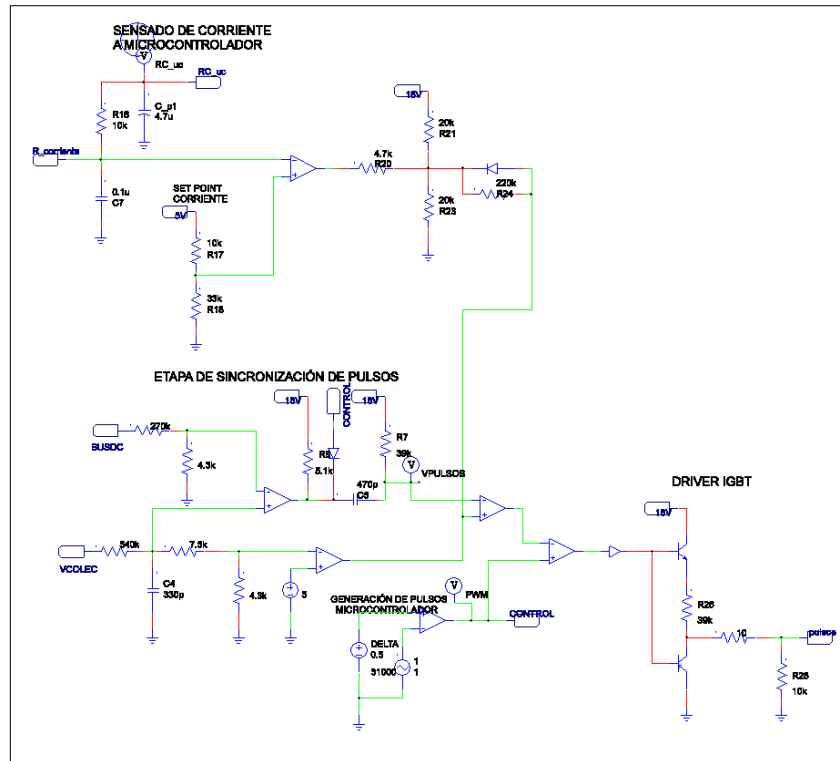 SENSADO DE CORRIENTE
A MICROCONTROLADOR
V
RC_uc
RC_uc
R16
10k
C_p1
4.7u
R_corriente
0.1u
C7
SET POINT
CORRIENTE
5V
10k
R17
33k
R18
4.7k
R20
15V
20k
R21
20k
R23
220k
R24
ETAPA DE SINCRONIZACIÓN DE PULSOS
BUSDC
270k
4.3k
15V
R5
5.1k
CONTROL
470p
C5
15V
R7
39k
V
VPULSOS
VCOLEC
540k
7.5k
C4
330p
4.3k
5
GENERACIÓN DE PULSOS
MICROCONTROLADOR
V
PWM
CONTROL
DELTA
0.5
31000
1
1
DRIVER IGBT
15V
R26
39k
10
pulsos
R28
10k